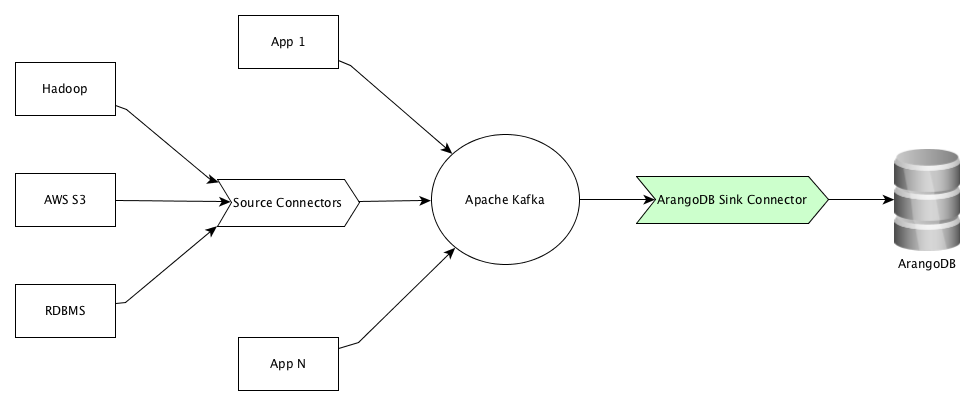 App 1
Hadoop
AWS S3
Source Connectors
Apache Kafka
ArangoDB Sink Connector
ArangoDB
RDBMS
App N